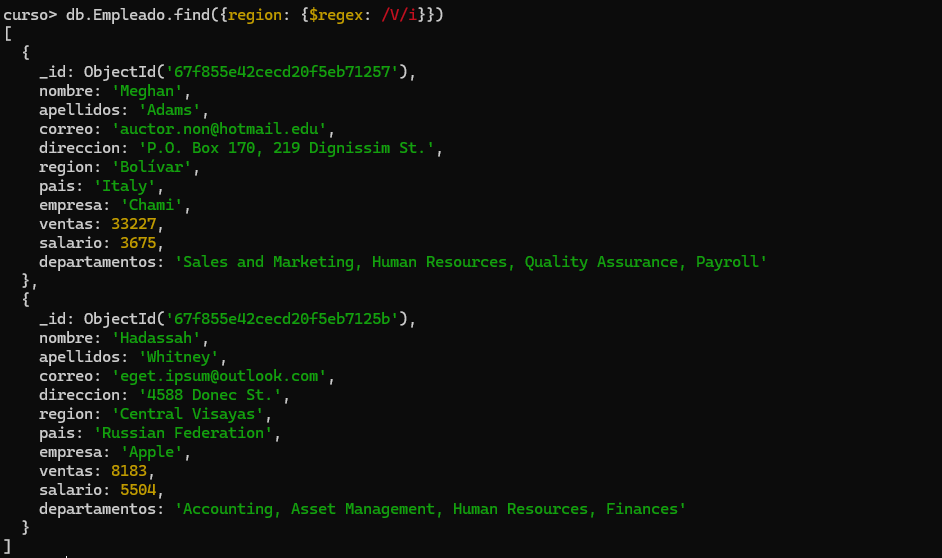 curso> db.Empleado.find({region: {$regex: /V/i}})
[
  {
    _id: ObjectId('67f855e42cecd20f5eb71257'),
    nombre: 'Meghan',
    apellidos: 'Adams',
    correo: 'auctor.non@hotmail.edu',
    direccion: 'P.O. Box 170, 219 Dignissim St.',
    region: 'Bolívar',
    pais: 'Italy',
    empresa: 'Chami',
    ventas: 33227,
    salario: 3675,
    departamentos: 'Sales and Marketing, Human Resources, Quality Assurance, Payroll'
  },
  {
    _id: ObjectId('67f855e42cecd20f5eb7125b'),
    nombre: 'Hadassah',
    apellidos: 'Whitney',
    correo: 'eget.ipsum@outlook.com',
    direccion: '4588 Donec St.',
    region: 'Central Visayas',
    pais: 'Russian Federation',
    empresa: 'Apple',
    ventas: 8183,
    salario: 5504,
    departamentos: 'Accounting, Asset Management, Human Resources, Finances'
  }
]